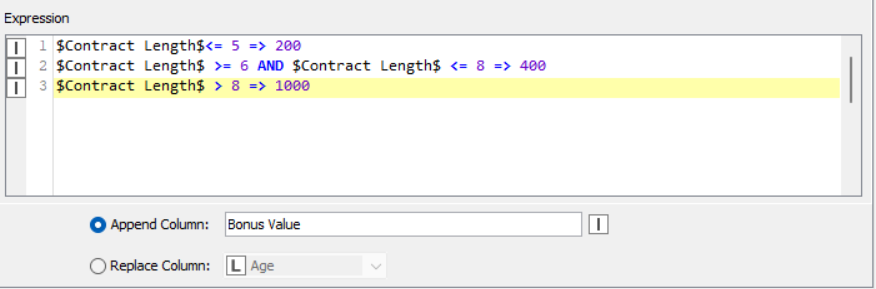 Expression
I 1 $Contract Length$<= 5 => 200
I 2 $Contract Length$ >= 6 AND $Contract Length$ <= 8 => 400
I 3 $Contract Length$ > 8 => 1000
Append Column: Bonus Value I
Replace Column: L Age